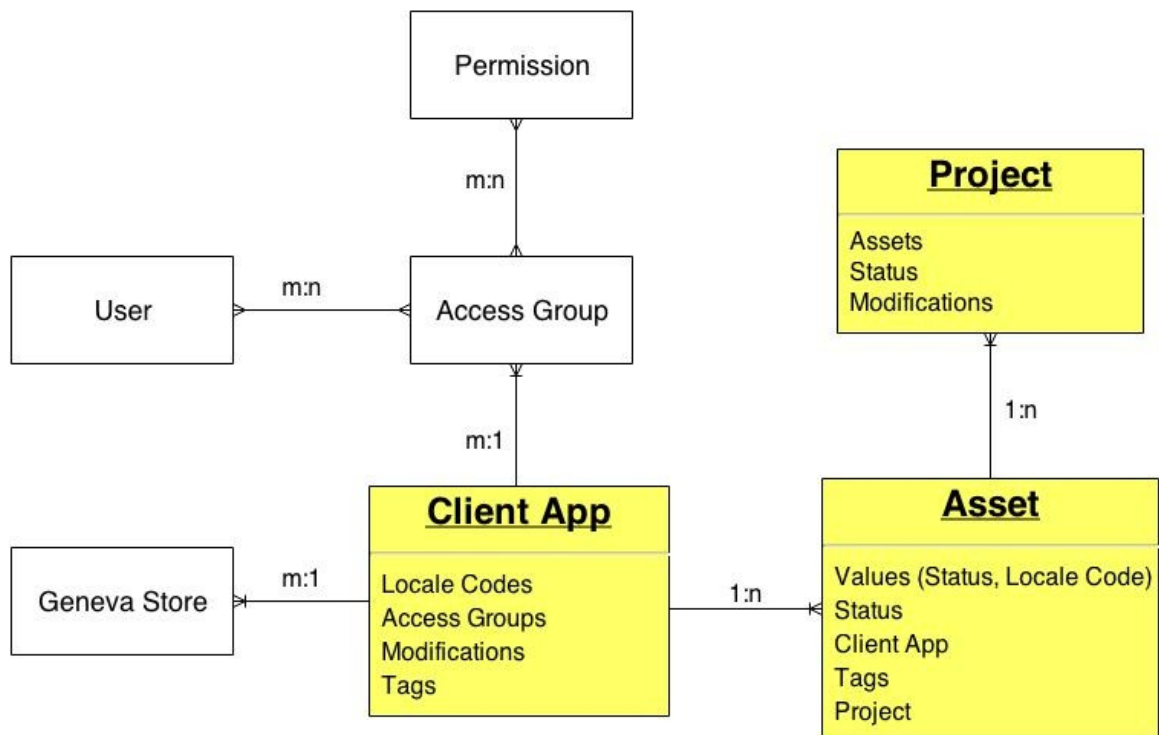 Permission
m:n
Project
Assets
Status
Modifications
User
m:n
Access Group
m:1
1:n
Client App
Locale Codes
Access Groups
Modifications
Tags
Asset
Values (Status, Locale Code)
Status
Client App
Tags
Project
Geneva Store
m:1
1:n